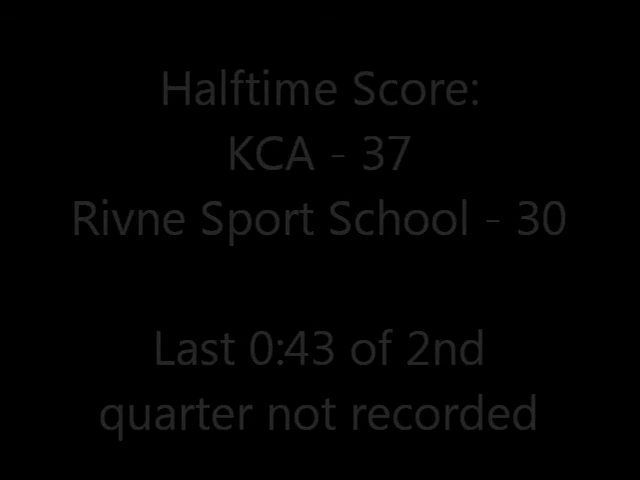 Halftime Score:
KCA - 37
Rivne Sport School - 30
Last 0:43 of 2nd
quarter not recorded